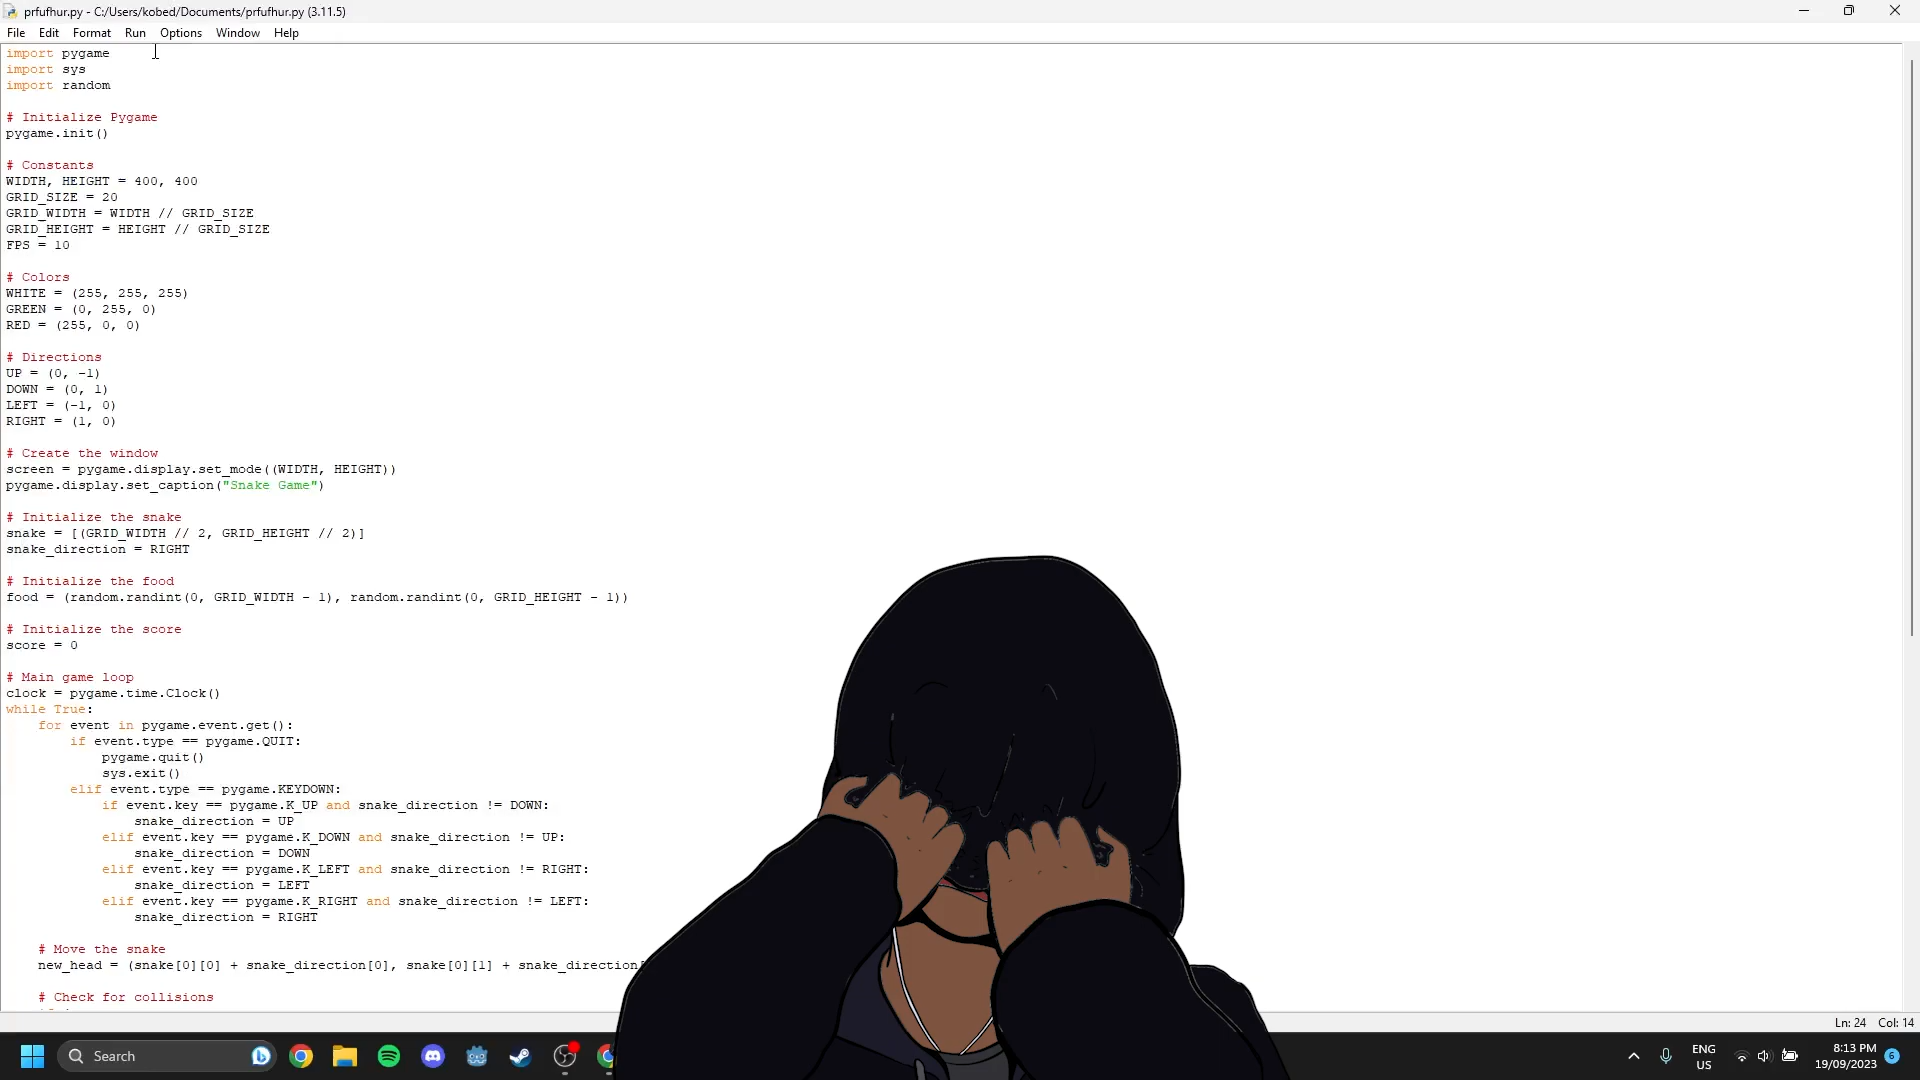 prfufhur.py - C:/Users/kobed/Documents/prfufhur.py (3.11.5)
File Edit Format Run Options Window Help
import pygame
import sys
import random
# Initialize Pygame
pygame.init()
# Constants
WIDTH, HEIGHT = 400, 400
GRID_SIZE = 20
GRID_WIDTH = WIDTH // GRID_SIZE
GRID_HEIGHT = HEIGHT // GRID_SIZE
FPS = 10
# Colors
WHITE = (255, 255, 255)
GREEN = (0, 255, 0)
RED = (255, 0, 0)
# Directions
UP = (0, -1)
DOWN = (0, 1)
LEFT = (-1, 0)
RIGHT = (1, 0)
# Create the window
screen = pygame.display.set_mode((WIDTH, HEIGHT))
pygame.display.set_caption("Snake Game")
# Initialize the snake
snake = [(GRID_WIDTH // 2, GRID_HEIGHT // 2)]
snake_direction = RIGHT
# Initialize the food
food = (random.randint(0, GRID_WIDTH - 1), random.randint(0, GRID_HEIGHT - 1))
# Initialize the score
score = 0
# Main game loop
clock = pygame.time.Clock()
while True:
    for event in pygame.event.get():
        if event.type == pygame.QUIT:
            pygame.quit()
            sys.exit()
        elif event.type == pygame.KEYDOWN:
            if event.key == pygame.K_UP and snake_direction != DOWN:
                snake_direction = UP
            elif event.key == pygame.K_DOWN and snake_direction != UP:
                snake_direction = DOWN
            elif event.key == pygame.K_LEFT and snake_direction != RIGHT:
                snake_direction = LEFT
            elif event.key == pygame.K_RIGHT and snake_direction != LEFT:
                snake_direction = RIGHT
    # Move the snake
    new_head = (snake[0][0] + snake_direction[0], snake[0][1] + snake_direction
    # Check for collisions
Ln: 24 Col: 14
Search
ENG
US
8:13 PM
19/09/2023
6